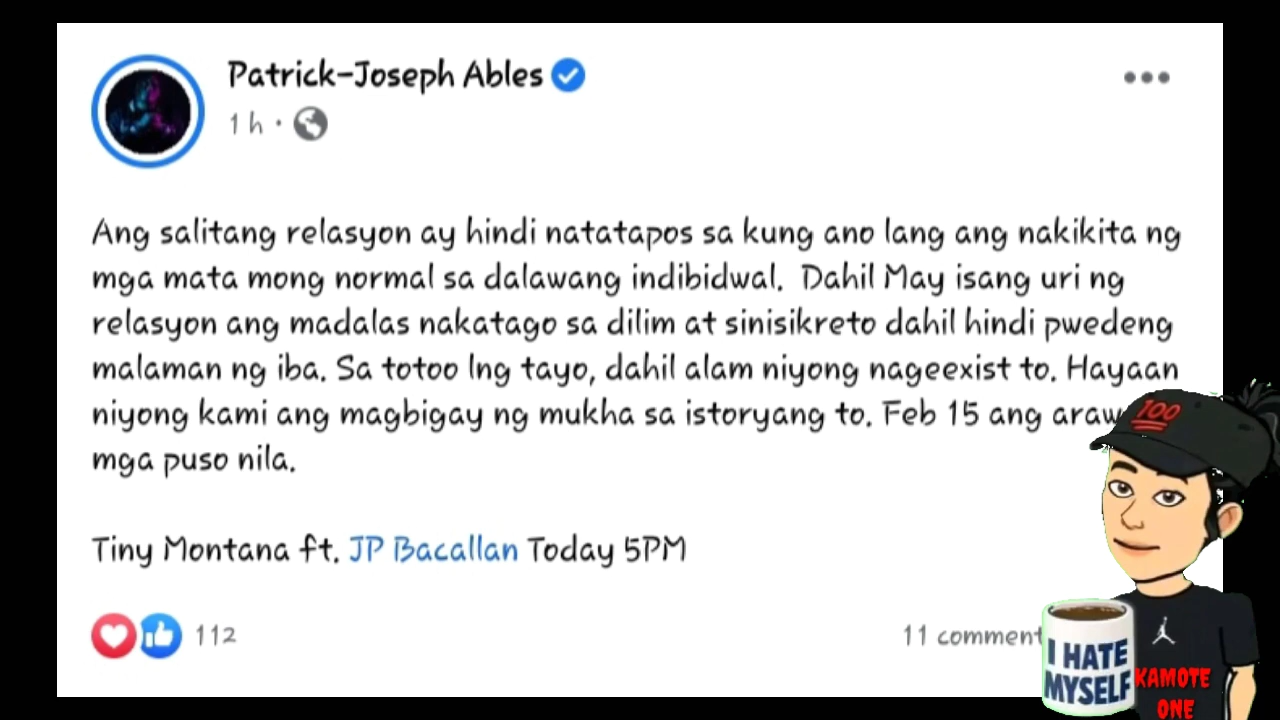 Patrick-Joseph Ables
1 h
Ang salitang relasyon ay hindi natatapos sa kung ano lang ang nakikita ng
mga mata mong normal sa dalawang indibidwal. Dahil May isang uri ng
relasyon ang madalas nakatago sa dilim at sinisikreto dahil hindi pwedeng
malaman ng iba. Sa totoo lng tayo, dahil alam niyong nageexist to. Hayaan
niyong kami ang magbigay ng mukha sa istoryang to. Feb 15 ang araw
mga puso nila.
Tiny Montana ft. JP Bacallan Today 5PM
112
11 comment
100
I HATE
MYSELF
KAMOTE
ONE